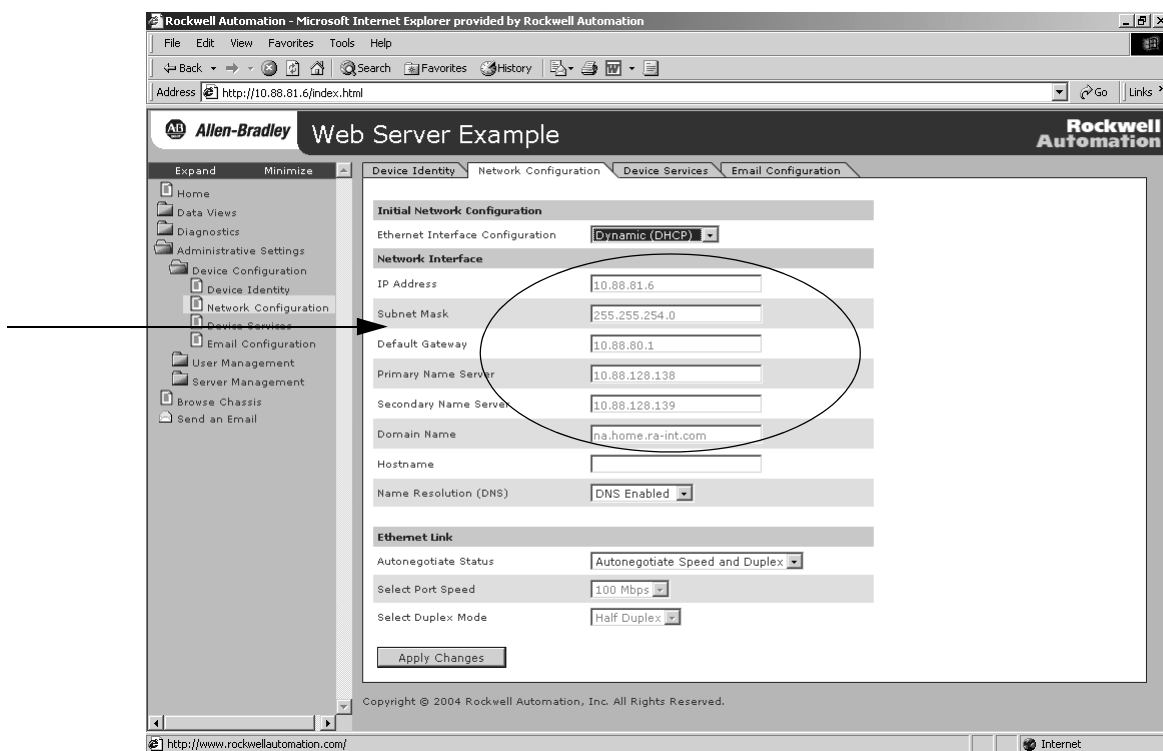 Rockwell Automation - Microsoft Internet Explorer provided by Rockwell Automation
File Edit View Favorites Tools Help
Back Search Favorites History
Address http://10.88.81.6/index.html Go Links
AB Allen-Bradley Web Server Example Rockwell Automation
Expand Minimize
Home
Data Views
Diagnostics
Administrative Settings
Device Configuration
Device Identity
Network Configuration
Device Services
Email Configuration
User Management
Server Management
Browse Chassis
Send an Email
Device Identity Network Configuration Device Services Email Configuration
Initial Network Configuration
Ethernet Interface Configuration Dynamic (DHCP)
Network Interface
IP Address 10.88.81.6
Subnet Mask 255.255.254.0
Default Gateway 10.88.80.1
Primary Name Server 10.88.128.138
Secondary Name Server 10.88.128.139
Domain Name na.home.ra-int.com
Hostname
Name Resolution (DNS) DNS Enabled
Ethernet Link
Autonegotiate Status Autonegotiate Speed and Duplex
Select Port Speed 100 Mbps
Select Duplex Mode Half Duplex
Apply Changes
Copyright © 2004 Rockwell Automation, Inc. All Rights Reserved.
http://www.rockwellautomation.com/ Internet